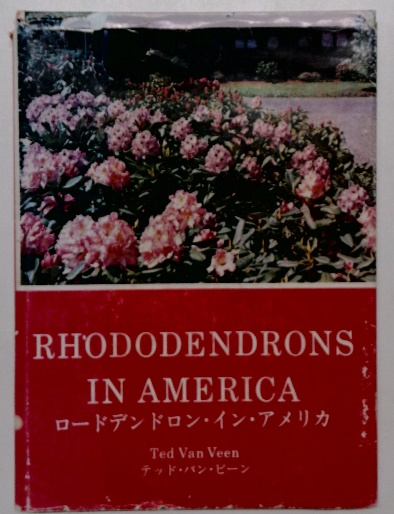 RHODODENDRONS
IN AMERICA
ロードデンドロン・イン・アメリカ
Ted Van Veen
テッド・バン・ビーン